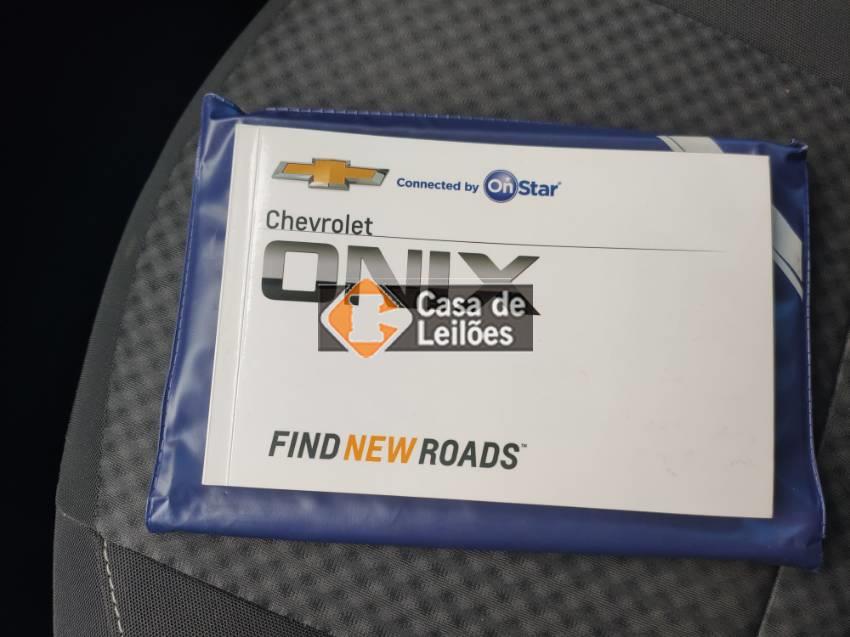 Connected by OnStar
Chevrolet
ONIX
Casa de
Leilões
FIND NEW ROADS™